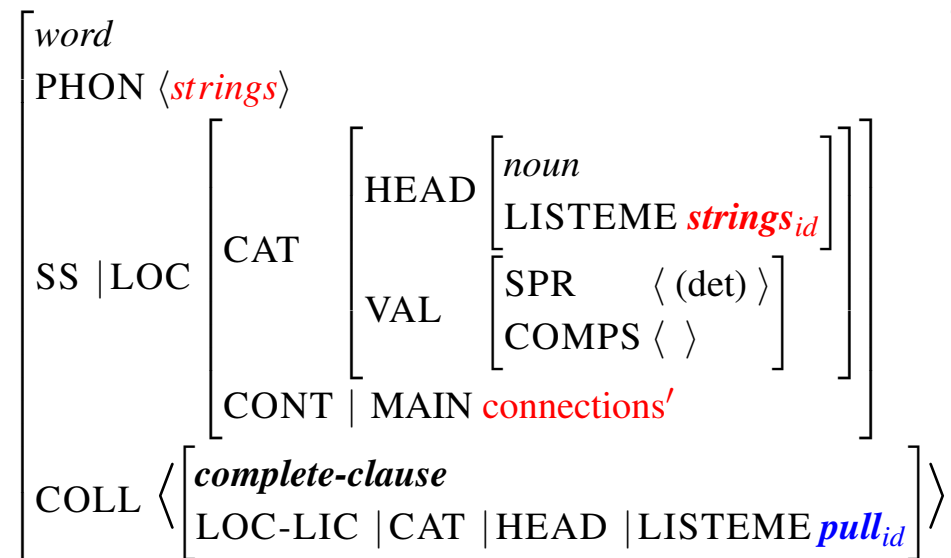 word
PHON ⟨strings⟩
SS | LOC
CAT
HEAD
noun
LISTEME strings_id
VAL
SPR ⟨ (det) ⟩
COMPS ⟨ ⟩
CONT | MAIN connections′
COLL ⟨
complete-clause
LOC-LIC | CAT | HEAD | LISTEME pull_id
⟩